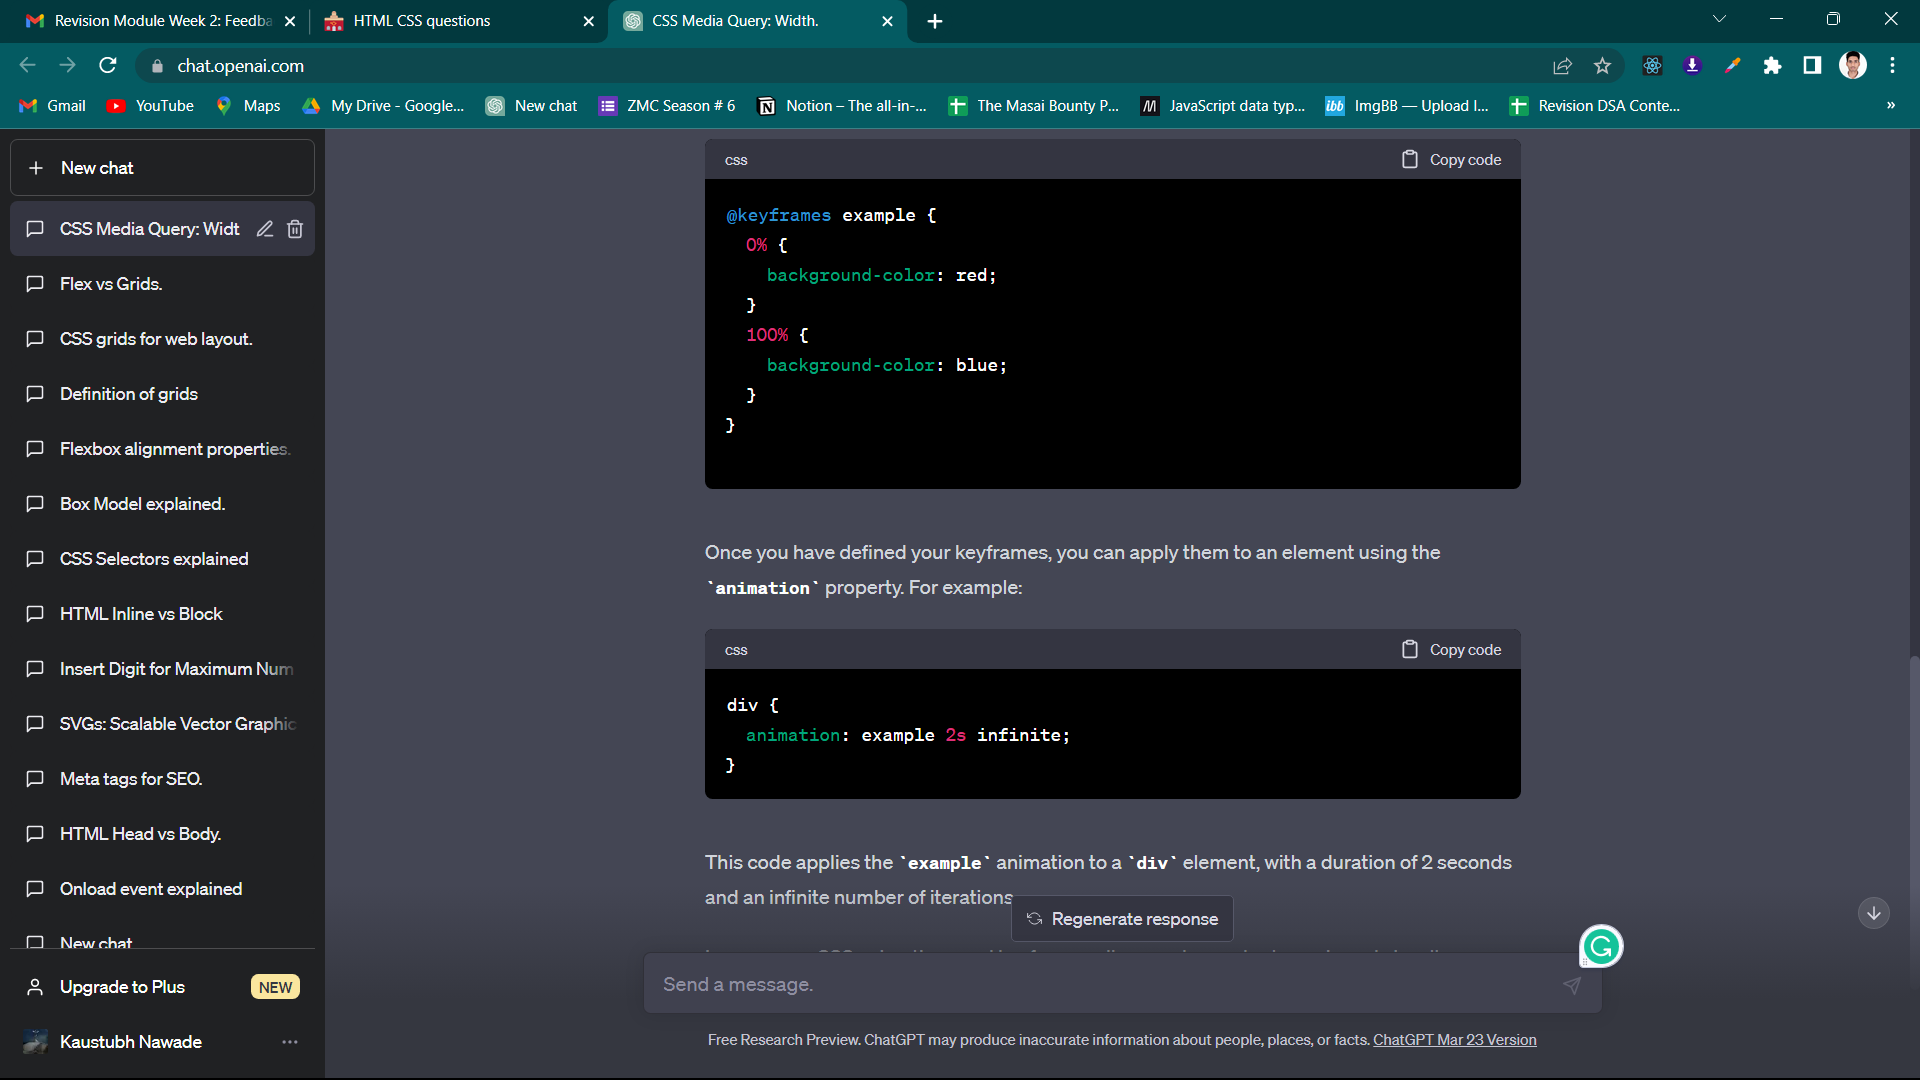 Revision Module Week 2: Feedba
HTML CSS questions
CSS Media Query: Width.
chat.openai.com
Gmail
YouTube
Maps
My Drive - Google...
New chat
ZMC Season # 6
Notion – The all-in-...
The Masai Bounty P...
JavaScript data typ...
ibb
ImgBB — Upload I...
Revision DSA Conte...
»
New chat
CSS Media Query: Widt
Flex vs Grids.
CSS grids for web layout.
Definition of grids
Flexbox alignment properties.
Box Model explained.
CSS Selectors explained
HTML Inline vs Block
Insert Digit for Maximum Num
SVGs: Scalable Vector Graphic
Meta tags for SEO.
HTML Head vs Body.
Onload event explained
New chat
Upgrade to Plus
NEW
Kaustubh Nawade
css
Copy code
@keyframes example {
0% {
background-color: red;
}
100% {
background-color: blue;
}
}
Once you have defined your keyframes, you can apply them to an element using the
`animation` property. For example:
css
Copy code
div {
animation: example 2s infinite;
}
This code applies the `example` animation to a `div` element, with a duration of 2 seconds
and an infinite number of iterations
Regenerate response
Send a message.
Free Research Preview. ChatGPT may produce inaccurate information about people, places, or facts. ChatGPT Mar 23 Version